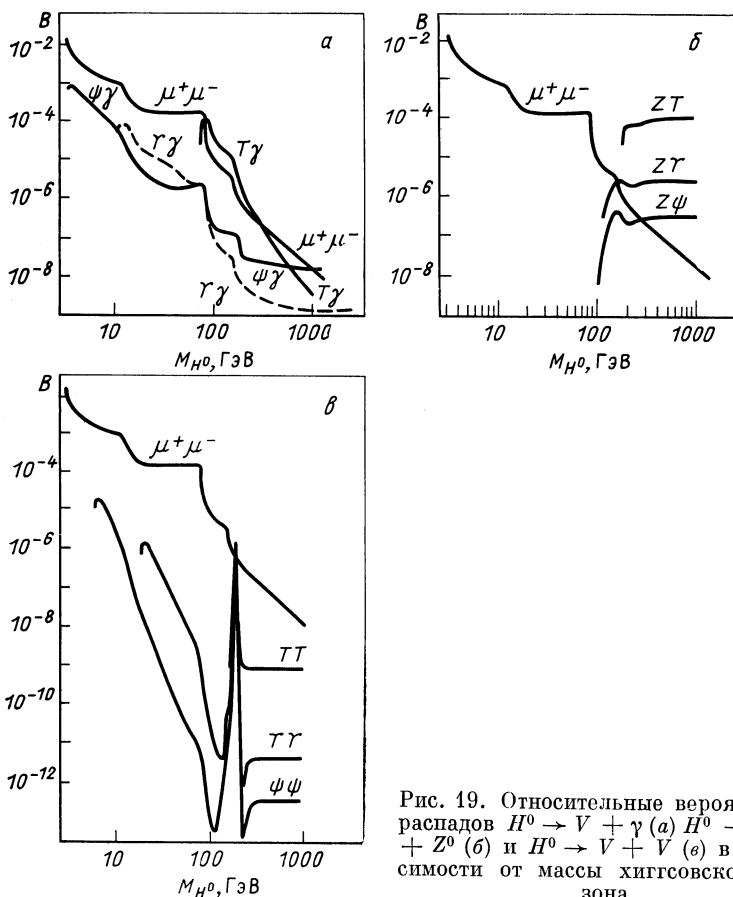 B
а
10⁻²
10⁻⁴
10⁻⁶
10⁻⁸
μ⁺μ⁻
ψγ
ϒγ
Tγ
μ⁺μ⁻
ψγ
ϒγ
Tγ
10 100 1000
M_H⁰, ГэВ
B
б
10⁻²
10⁻⁴
10⁻⁶
10⁻⁸
μ⁺μ⁻
ZT
Zϒ
Zψ
10 100 1000
M_H⁰, ГэВ
B
в
10⁻⁴
10⁻⁶
10⁻⁸
10⁻¹⁰
10⁻¹²
μ⁺μ⁻
TT
ϒϒ
ψψ
10 100 1000
M_H⁰, ГэВ
Рис. 19. Относительные вероя
распадов H⁰ → V + γ (а) H⁰ →
+ Z⁰ (б) и H⁰ → V + V (в) в
симости от массы хиггсовско
зона